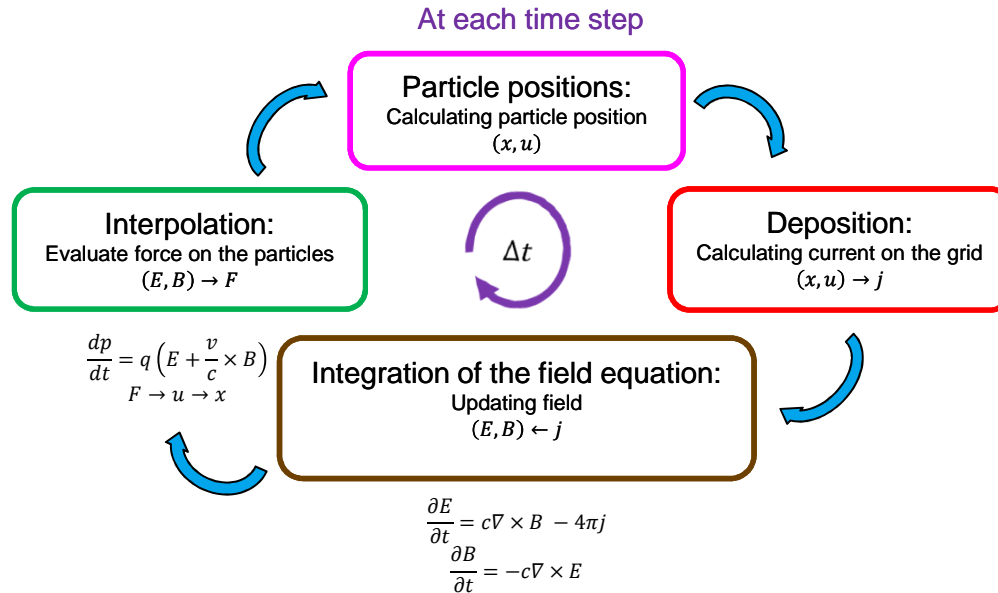 At each time step
Particle positions:
Calculating particle position
(x, u)
Interpolation:
Evaluate force on the particles
(E, B) → F
Δt
Deposition:
Calculating current on the grid
(x, u) → j
dp/dt = q(E + v/c × B)
F → u → x
Integration of the field equation:
Updating field
(E, B) ← j
∂E/∂t = c∇ × B − 4πj
∂B/∂t = −c∇ × E